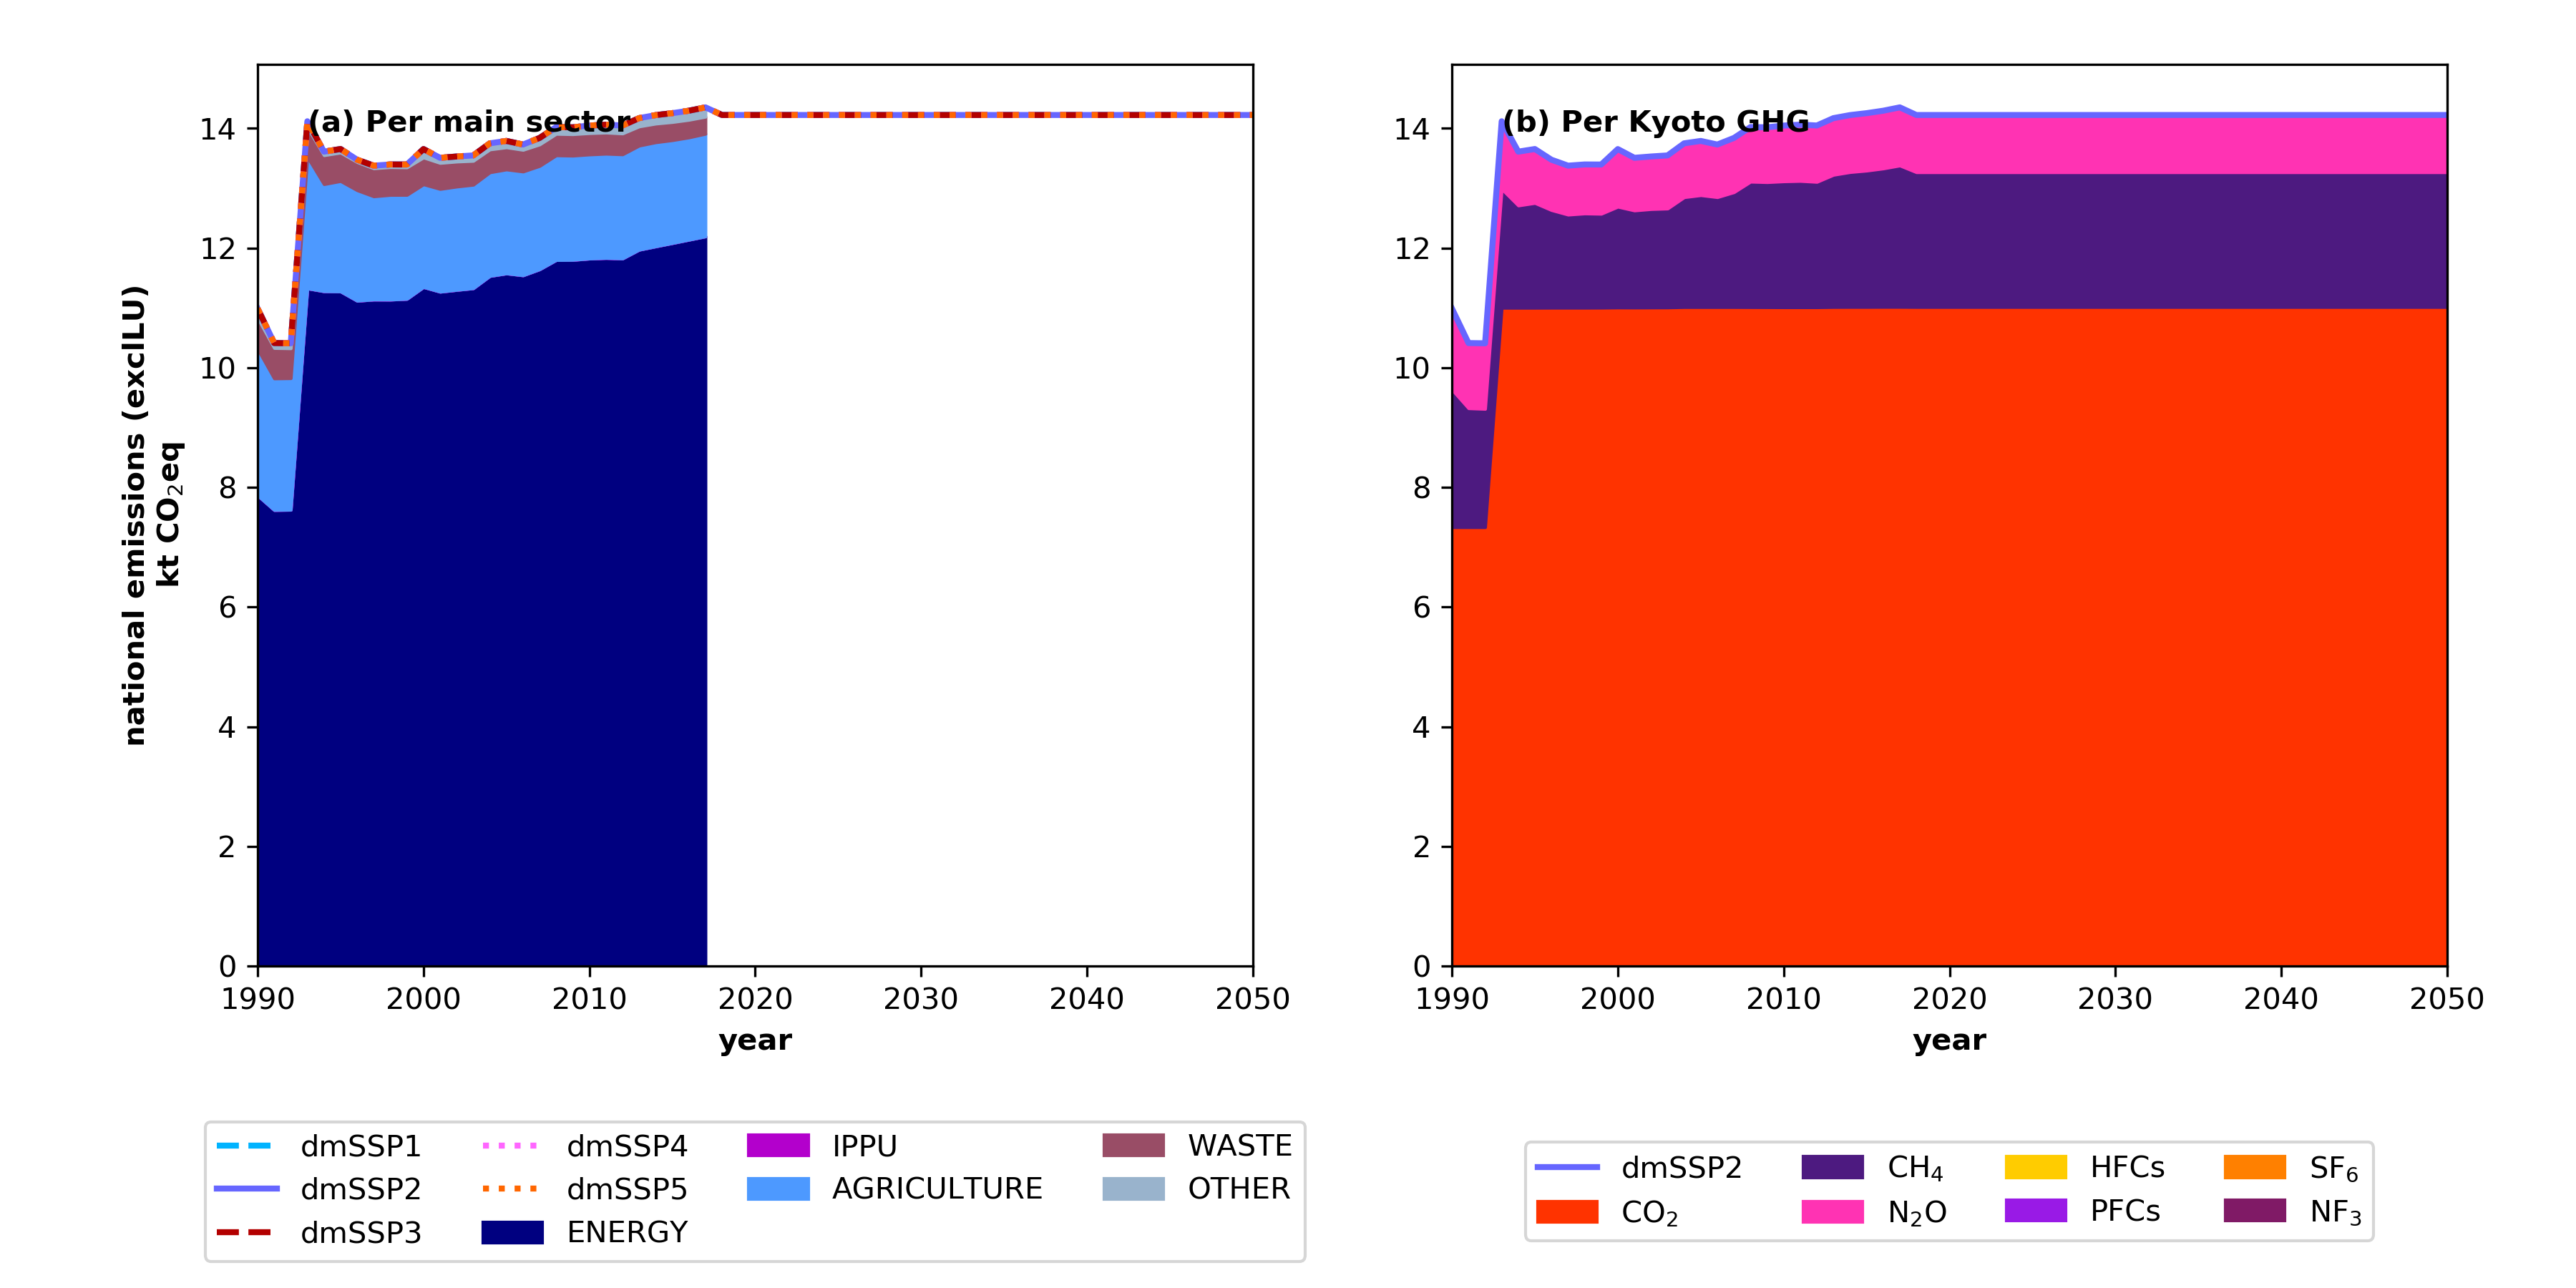 (a) Per main sector
national emissions (exclLU)
kt CO₂eq
14
12
10
8
6
4
2
0
1990 2000 2010 2020 2030 2040 2050
year
dmSSP1 dmSSP4 IPPU WASTE
dmSSP2 dmSSP5 AGRICULTURE OTHER
dmSSP3 ENERGY
(b) Per Kyoto GHG
14
12
10
8
6
4
2
0
1990 2000 2010 2020 2030 2040 2050
year
dmSSP2 CH₄ HFCs SF₆
CO₂ N₂O PFCs NF₃